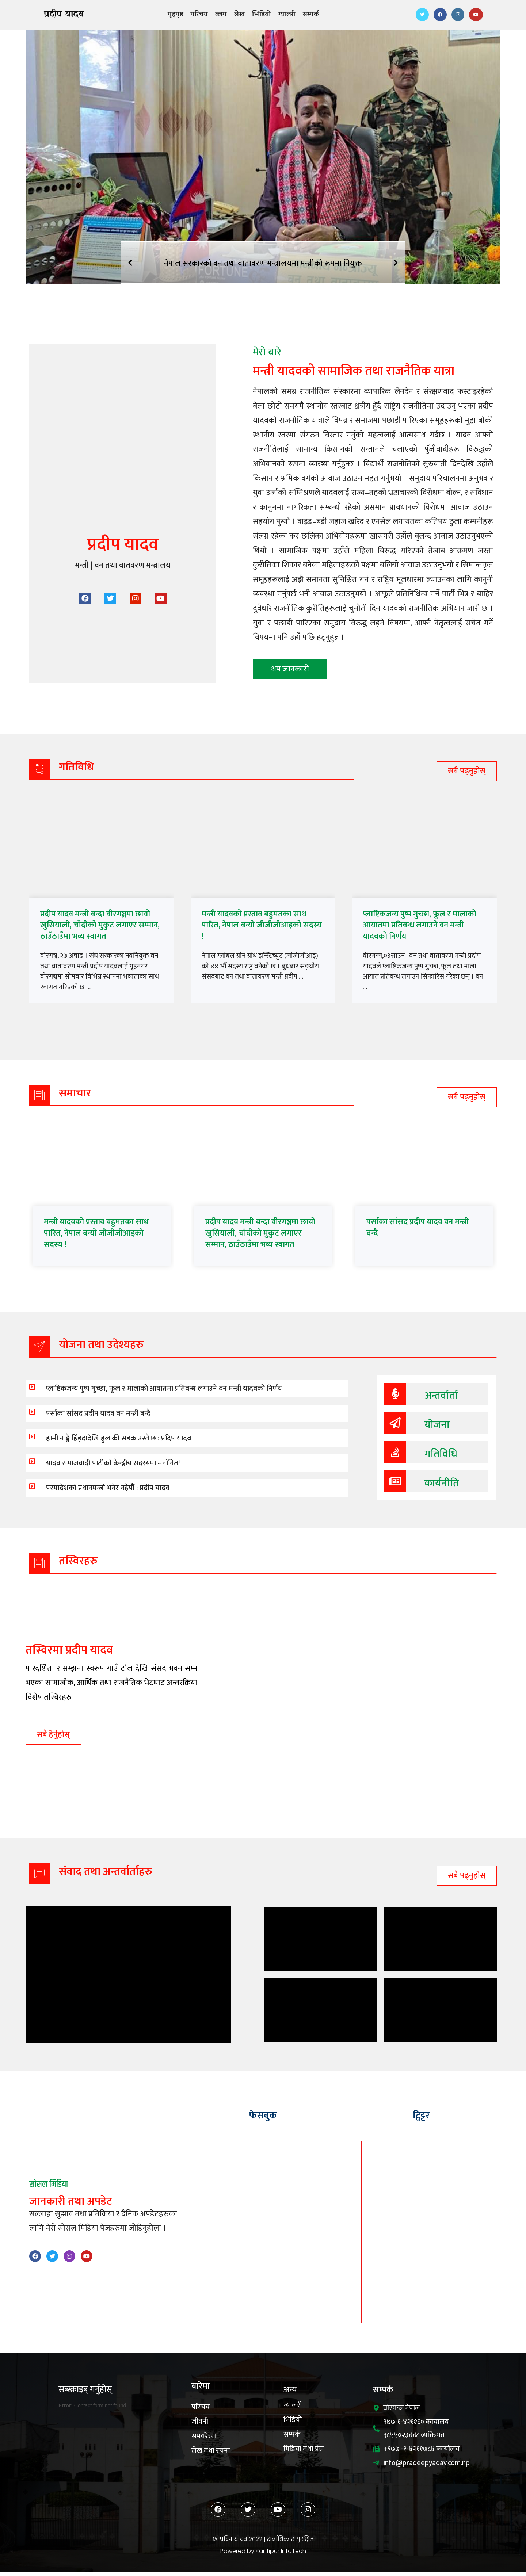 प्रदीप यादव
गृहपृष्ठ परिचय ब्लग लेख भिडियो ग्यालरी सम्पर्क
नेपाल सरकारको वन तथा वातावरण मन्त्रालयमा मन्त्रीको रूपमा नियुक्त
प्रदीप यादव
मन्त्री | वन तथा वातवरण मन्त्रालय
मेरो बारे
मन्त्री यादवको सामाजिक तथा राजनैतिक यात्रा
नेपालको समग्र राजनीतिक संस्कारमा व्यापारिक लेनदेन र संरक्षणवाद फस्टाइरहेको
बेला छोटो समयमै स्थानीय स्तरबाट क्षेत्रीय हुँदै राष्ट्रिय राजनीतिमा उदाउनु भएका प्रदीप
यादवको राजनीतिक यात्राले विपन्न र समाजमा पछाडी पारिएका समूहहरूको मुद्दा बोकी
स्थानीय स्तरमा संगठन विस्तार गर्नुको महत्वलाई आत्मसाथ गर्दछ । यादव आफ्नो
राजनीतिलाई सामान्य किसानको सन्तानले चलाएको पुँजीवादीहरू विरूद्धको
अभियानको रूपमा व्याख्या गर्नुहुन्छ । विद्यार्थी राजनीतिको सुरुवाती दिनदेखि उहाँले
किसान र श्रमिक वर्गको आवाज उठाउन मद्दत गर्नुभयो । समुदाय परिचालनमा अनुभव र
युवा उर्जाको सम्मिश्रणले यादवलाई राज्य–तहको भ्रष्टाचारको विरोधमा बोल्न, र संविधान
र कानुनमा नागरिकता सम्बन्धी रहेको असमान प्रावधानको विरोधमा आवाज उठाउन
सहयोग पुग्यो । वाइड–बडी जहाज खरिद र एनसेल लगायतका कतिपय ठुला कम्पनीहरू
संलग्न रहेका कर छलिका अभियोगहरूमा खासगरी उहाँले बुलन्द आवाज उठाउनुभएको
थियो । सामाजिक पक्षमा उहाँले महिला विरुद्ध गरिएको तेजाब आक्रमण जस्ता
कुरीतिका शिकार बनेका महिलाहरूको पक्षमा बलियो आवाज उठाउनुभयो र सिमान्तकृत
समूहहरूलाई अझै समानता सुनिश्चित गर्न र राष्ट्रिय मूलधारमा ल्याउनका लागि कानुनी
व्यवस्था गर्नुपर्छ भनी आवाज उठाउनुभयो । आफूले प्रतिनिधित्व गर्ने पार्टी भित्र र बाहिर
दुवैधरि राजनीतिक कुरीतिहरूलाई चुनौती दिन यादवको राजनीतिक अभियान जारी छ ।
युवा र पछाडी पारिएका समुदाय विरुद्ध लड्ने विषयमा, आफ्नै नेतृत्वलाई सचेत गर्ने
विषयमा पनि उहाँ पछि हट्नुहुन्न ।
थप जानकारी
गतिविधि
सबै पढ्नुहोस्
प्रदीप यादव मन्त्री बन्दा वीरगञ्जमा छायो
खुसियाली, चाँदीको मुकुट लगाएर सम्मान,
ठाउँठाउँमा भव्य स्वागत
वीरगञ्ज, २७ अषाढ । संघ सरकारका नवनियुक्त वन
तथा वातावरण मन्त्री प्रदीप यादवलाई गृहनगर
वीरगञ्जमा सोमबार विभिन्न स्थानमा भव्यताका साथ
स्वागत गरिएको छ ...
मन्त्री यादवको प्रस्ताव बहुमतका साथ
पारित, नेपाल बन्यो जीजीजीआइको सदस्य
!
नेपाल ग्लोबल ग्रीन ग्रोथ इन्स्टिच्युट (जीजीजीआइ)
को ४४ औँ सदस्य राष्ट्र बनेको छ । बुधबार सङ्घीय
संसदबाट वन तथा वातावरण मन्त्री प्रदीप ...
प्लाष्टिकजन्य पुष्प गुच्छा, फूल र मालाको
आयातमा प्रतिबन्ध लगाउने वन मन्त्री
यादवको निर्णय
वीरगन्ज,०३साउन : वन तथा वातावरण मन्त्री प्रदीप
यादवले प्लाष्टिकजन्य पुष्प गुच्छा, फूल तथा माला
आयात प्रतिवन्ध लगाउन सिफारिस गरेका छन् । वन
...
समाचार
सबै पढ्नुहोस्
मन्त्री यादवको प्रस्ताव बहुमतका साथ
पारित, नेपाल बन्यो जीजीजीआइको
सदस्य !
प्रदीप यादव मन्त्री बन्दा वीरगञ्जमा छायो
खुसियाली, चाँदीको मुकुट लगाएर
सम्मान, ठाउँठाउँमा भव्य स्वागत
पर्साका सांसद प्रदीप यादव वन मन्त्री
बन्दै
योजना तथा उदेश्यहरु
प्लाष्टिकजन्य पुष्प गुच्छा, फूल र मालाको आयातमा प्रतिबन्ध लगाउने वन मन्त्री यादवको निर्णय
पर्साका सांसद प्रदीप यादव वन मन्त्री बन्दै
हामी नाङ्गै हिँड्दादेखि हुलाकी सडक उस्तै छ : प्रदिप यादव
यादव समाजवादी पार्टीको केन्द्रीय सदस्यमा मनोनित!
परमादेशको प्रधानमन्त्री भनेर नहेपौं : प्रदीप यादव
अन्तर्वार्ता
योजना
गतिविधि
कार्यनीति
तस्विरहरु
तस्विरमा प्रदीप यादव
पारदर्शिता र सम्झना स्वरूप गाउँ टोल देखि संसद भवन सम्म
भएका सामाजीक, आर्थिक तथा राजनैतिक भेटघाट अन्तरक्रिया
विशेष तस्विरहरु
सबै हेर्नुहोस्
संवाद तथा अन्तर्वार्ताहरु
सबै पढ्नुहोस्
फेसबुक
ट्विट्टर
सोसल मिडिया
जानकारी तथा अपडेट
सल्लाहा सुझाव तथा प्रतिक्रिया र दैनिक अपडेटहरुका
लागि मेरो सोसल मिडिया पेजहरुमा जोडिनुहोला ।
सब्स्क्राइब् गर्नुहोस्
Error: Contact form not found.
बारेमा
परिचय
जीवनी
समयरेखा
लेख तथा रचना
अन्य
ग्यालरी
भिडियो
सम्पर्क
मिडिया तथा प्रेस
सम्पर्क
वीरगन्ज नेपाल
९७७-१-४२११६० कार्यालय
९८५५०२३४४८ व्यक्तिगत
+९७७ -१-४२११७८४ कार्यालय
info@pradeepyadav.com.np
© प्रदिप यादव 2022 | सर्वाधिकार सुरक्षित
Powered by Kantipur InfoTech